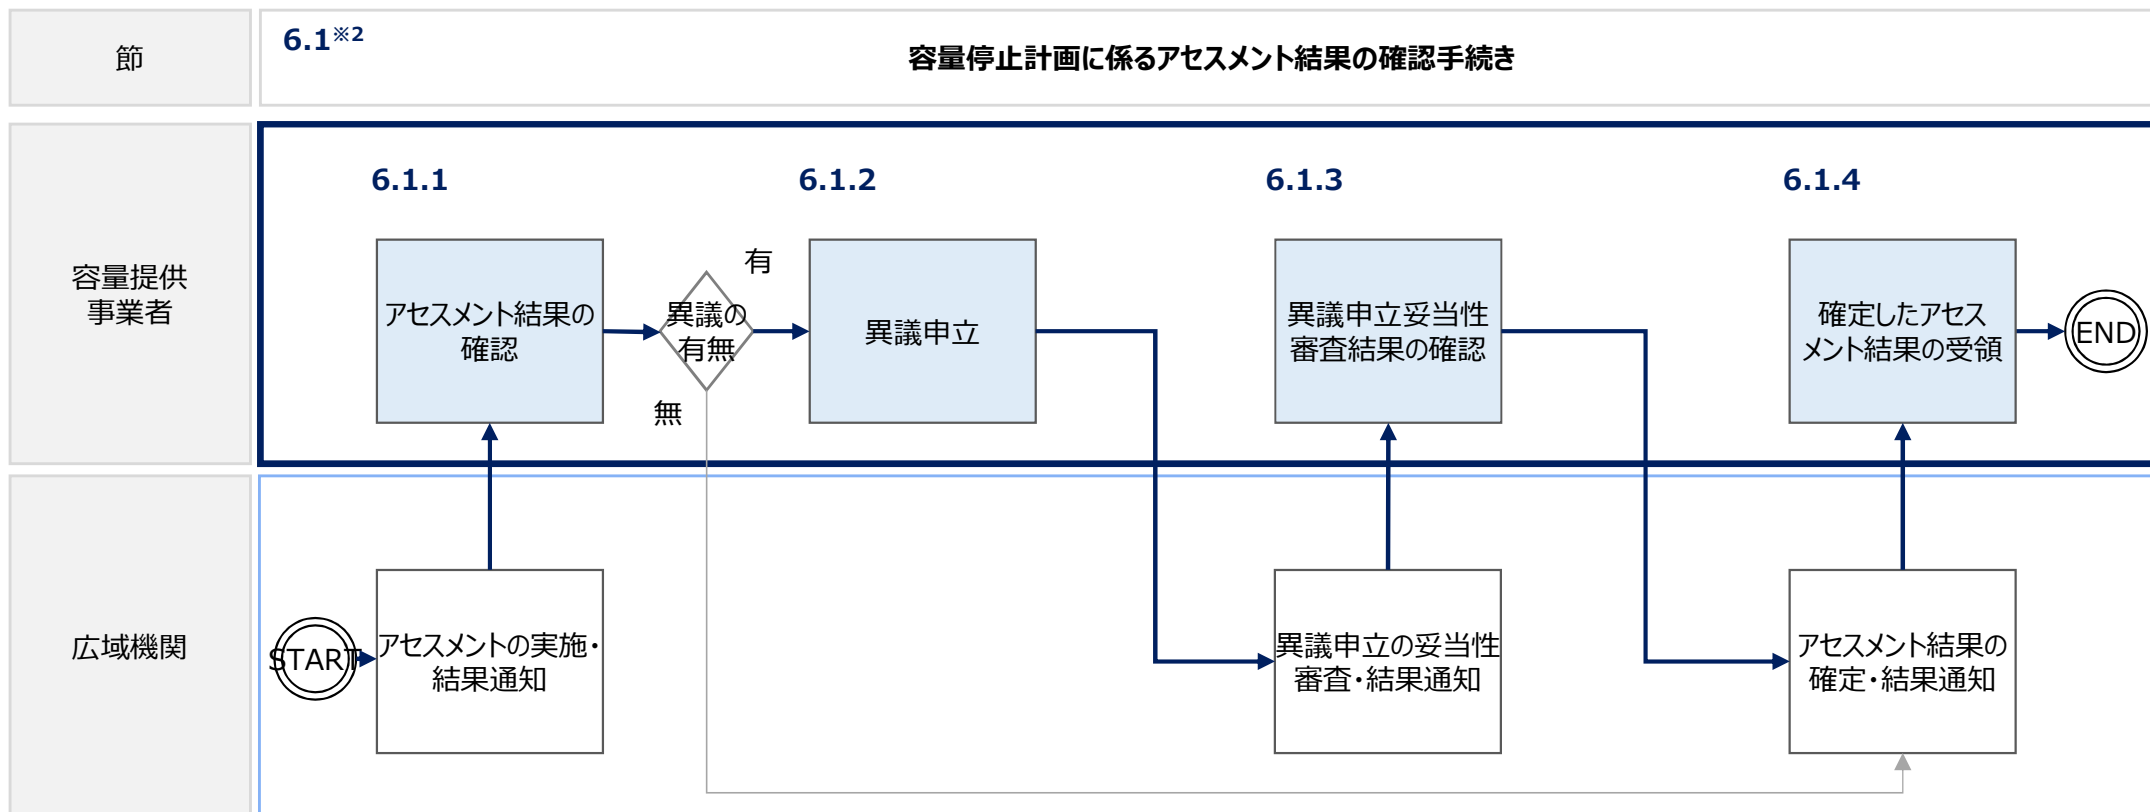 節
6.1※2
容量停止計画に係るアセスメント結果の確認手続き
容量提供
事業者
6.1.1
6.1.2
6.1.3
6.1.4
アセスメント結果の
確認
異議の
有無
有
無
異議申立
異議申立妥当性
審査結果の確認
確定したアセス
メント結果の受領
END
広域機関
START
アセスメントの実施・
結果通知
異議申立の妥当性
審査・結果通知
アセスメント結果の
確定・結果通知